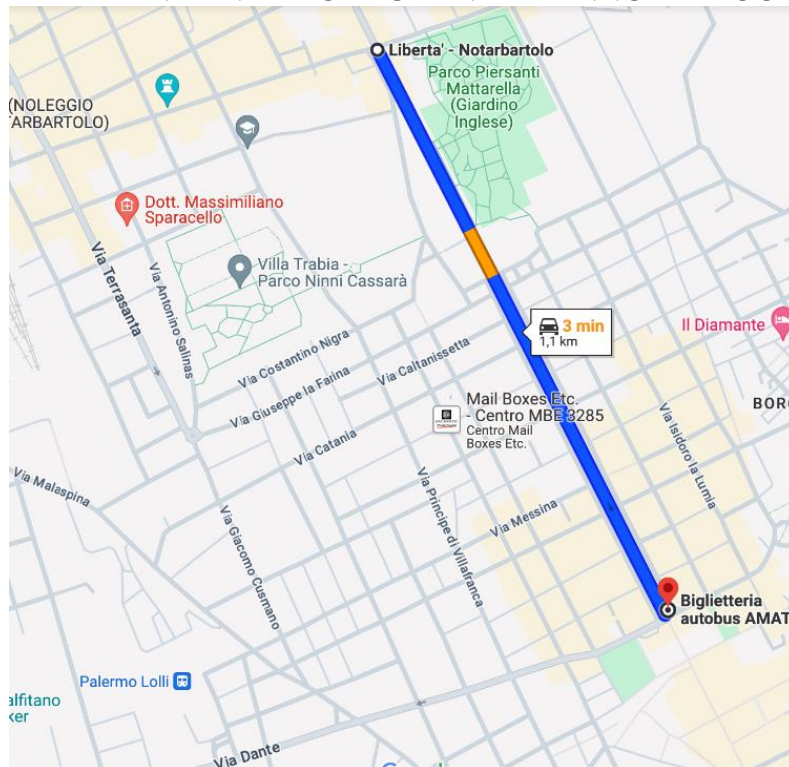 Liberta' - Notarbartolo
Parco Piersanti
Mattarella
(Giardino
Inglese)
(NOLEGGIO
TARBARTOLO)
Dott. Massimiliano
Sparacello
Via Terrasanta
Via Antonino Salinas
Villa Trabia -
Parco Ninni Cassarà
3 min
1,1 km
Il Diamante
Via Costantino Nigra
Via Caltanissetta
Via Giuseppe la Farina
Mail Boxes Etc.
- Centro MBE 3285
Centro Mail
Boxes Etc.
BOR
Via Isidoro la Lumia
Via Catania
Via Malaspina
Via Principe di Villafranca
Via Messina
Via Giacomo Cusmano
Biglietteria
autobus AMAT
Palermo Lolli
alfitano
ker
Via Dante